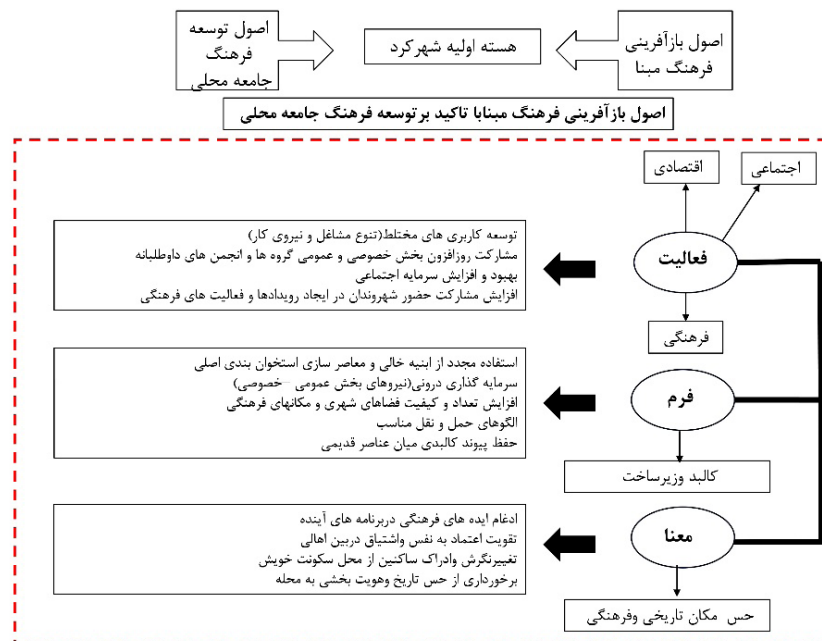 اصول بازآفرینی
فرهنگ مبنا
هسته اولیه شهرکرد
اصول توسعه
فرهنگ
جامعه محلی
اصول بازآفرینی فرهنگ مبنابا تاکید برتوسعه فرهنگ جامعه محلی
اجتماعی
اقتصادی
فعالیت
فرهنگی
توسعه کاربری های مختلط(تنوع مشاغل و نیروی کار)
مشارکت روزافزون بخش خصوصی و عمومی گروه ها و انجمن های داوطلبانه
بهبود و افزایش سرمایه اجتماعی
افزایش مشارکت حضور شهروندان در ایجاد رویدادها و فعالیت های فرهنگی
فرم
کالبد وزیرساخت
استفاده مجدد از ابنیه خالی و معاصر سازی استخوان بندی اصلی
سرمایه گذاری درونی(نیروهای بخش عمومی –خصوصی)
افزایش تعداد و کیفیت فضاهای شهری و مکانهای فرهنگی
الگوهای حمل و نقل مناسب
حفظ پیوند کالبدی میان عناصر قدیمی
معنا
حس مکان تاریخی وفرهنگی
ادغام ایده های فرهنگی دربرنامه های آینده
تقویت اعتماد به نفس واشتیاق دربین اهالی
تغییرنگرش وادراک ساکنین از محل سکونت خویش
برخورداری از حس تاریخ وهویت بخشی به محله